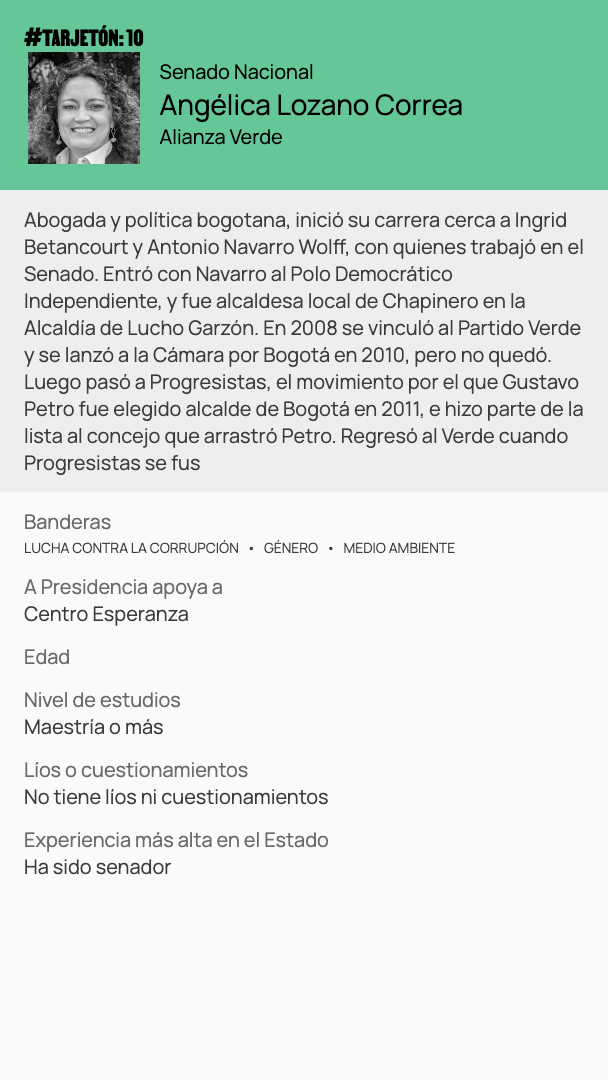 #TARJETÓN: 10
Senado Nacional
Angélica Lozano Correa
Alianza Verde
Abogada y política bogotana, inició su carrera cerca a Ingrid
Betancourt y Antonio Navarro Wolff, con quienes trabajó en el
Senado. Entró con Navarro al Polo Democrático
Independiente, y fue alcaldesa local de Chapinero en la
Alcaldía de Lucho Garzón. En 2008 se vinculó al Partido Verde
y se lanzó a la Cámara por Bogotá en 2010, pero no quedó.
Luego pasó a Progresistas, el movimiento por el que Gustavo
Petro fue elegido alcalde de Bogotá en 2011, e hizo parte de la
lista al concejo que arrastró Petro. Regresó al Verde cuando
Progresistas se fus
Banderas
LUCHA CONTRA LA CORRUPCIÓN • GÉNERO • MEDIO AMBIENTE
A Presidencia apoya a
Centro Esperanza
Edad
Nivel de estudios
Maestría o más
Líos o cuestionamientos
No tiene líos ni cuestionamientos
Experiencia más alta en el Estado
Ha sido senador